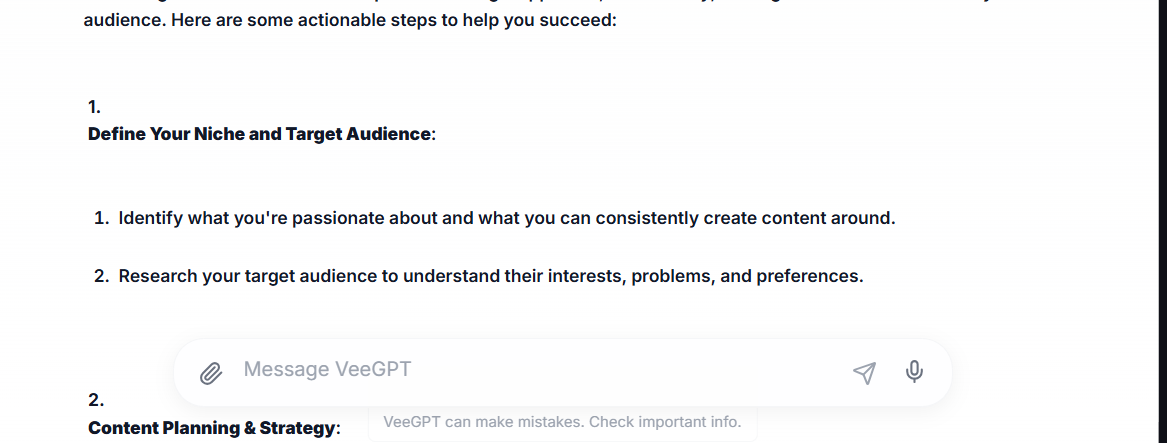 audience. Here are some actionable steps to help you succeed:
1.
Define Your Niche and Target Audience:
1. Identify what you're passionate about and what you can consistently create content around.
2. Research your target audience to understand their interests, problems, and preferences.
Message VeeGPT
2.
VeeGPT can make mistakes. Check important info.
Content Planning & Strategy: